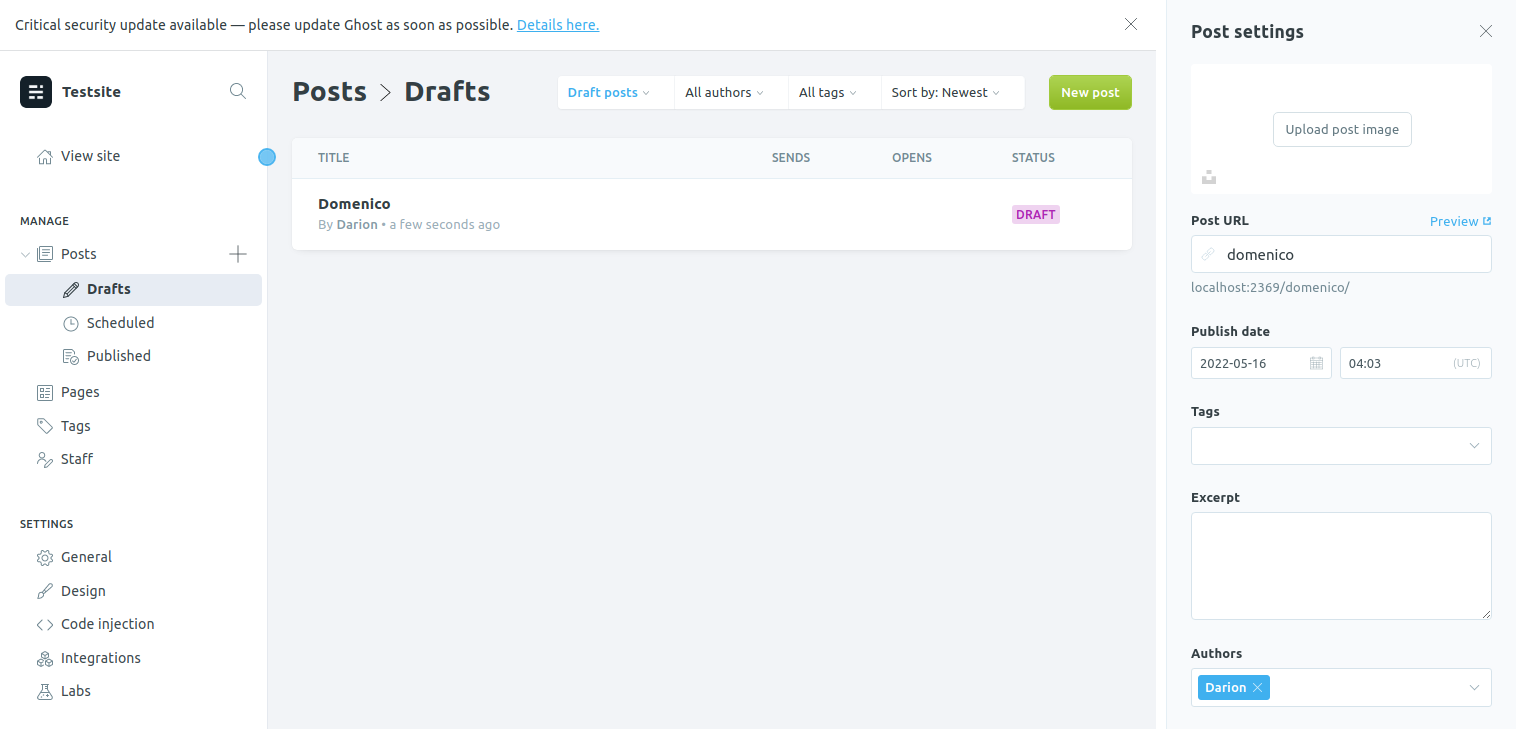 Critical security update available — please update Ghost as soon as possible. Details here.
Testsite
View site
MANAGE
Posts
Drafts
Scheduled
Published
Pages
Tags
Staff
SETTINGS
General
Design
Code injection
Integrations
Labs
Posts > Drafts
Draft posts
All authors
All tags
Sort by: Newest
New post
TITLE SENDS OPENS STATUS
Domenico
By Darion • a few seconds ago
DRAFT
Post settings
Upload post image
Post URL Preview
domenico
localhost:2369/domenico/
Publish date
2022-05-16 04:03 (UTC)
Tags
Excerpt
Authors
Darion